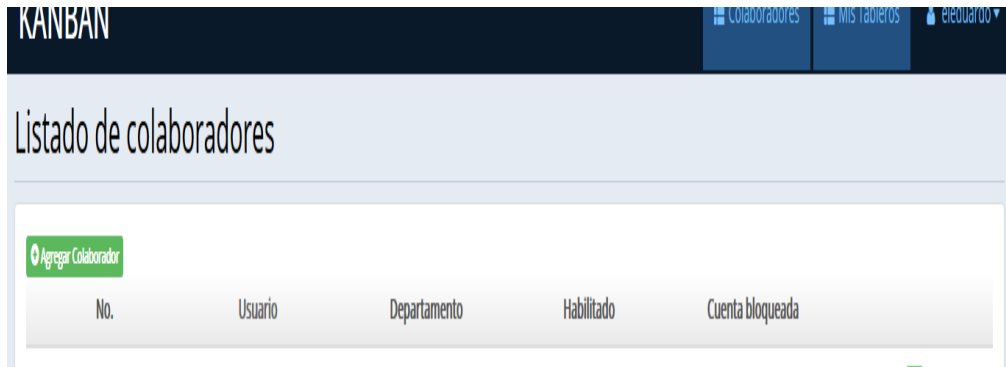 KANBAN
Colaboradores Mis Tableros eleduardo
Listado de colaboradores
Agregar Colaborador
No. Usuario Departamento Habilitado Cuenta bloqueada